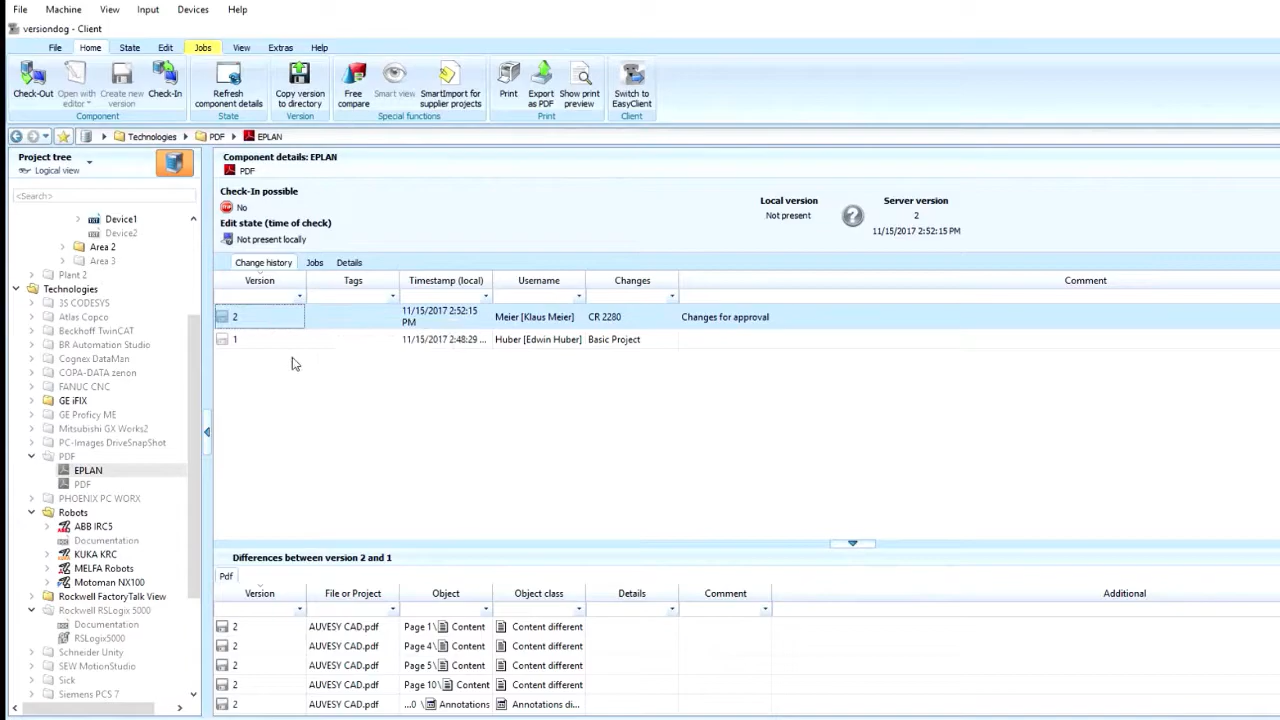 File Machine View Input Devices Help
versiondog - Client
File Home State Edit Jobs View Extras Help
Check-Out Open with editor Create new version Check-In Refresh component details Copy version to directory Free compare Smart view SmartImport for supplier projects Print Export as PDF Show print preview Switch to EasyClient
Component State Version Special functions Print Client
Technologies PDF EPLAN
Project tree
Logical view
<Search>
Device1
Device2
Area 2
Area 3
Plant 2
Technologies
3S CODESYS
Atlas Copco
Beckhoff TwinCAT
BR Automation Studio
Cognex DataMan
COPA-DATA zenon
FANUC CNC
GE iFIX
GE Proficy ME
Mitsubishi GX Works2
PC-Images DriveSnapShot
PDF
EPLAN
PDF
PHOENIX PC WORX
Robots
ABB IRC5
Documentation
KUKA KRC
MELFA Robots
Motoman NX100
Rockwell FactoryTalk View
Rockwell RSLogix 5000
Documentation
RSLogix5000
Schneider Unity
SEW MotionStudio
Sick
Siemens PCS 7
Component details: EPLAN
PDF
Check-In possible
No
Edit state (time of check)
Not present locally
Local version
Not present
Server version
2
11/15/2017 2:52:15 PM
Change history Jobs Details
Version Tags Timestamp (local) Username Changes Comment
2 11/15/2017 2:52:15 PM Meier [Klaus Meier] CR 2280 Changes for approval
1 11/15/2017 2:48:29 ... Huber [Edwin Huber] Basic Project
Differences between version 2 and 1
Pdf
Version File or Project Object Object class Details Comment Additional
2 AUVESY CAD.pdf Page 1\ Content Content different
2 AUVESY CAD.pdf Page 4\ Content Content different
2 AUVESY CAD.pdf Page 5\ Content Content different
2 AUVESY CAD.pdf Page 10\ Content Content different
2 AUVESY CAD.pdf ...0 \ Annotations Annotations di...